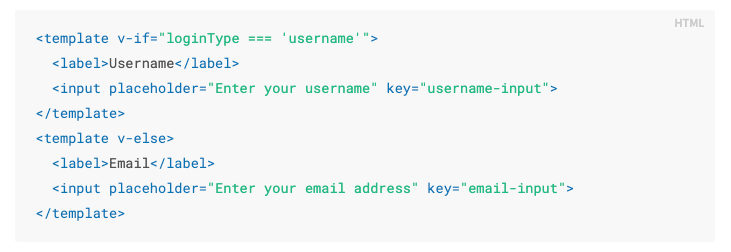 HTML
<template v-if="loginType === 'username'">
  <label>Username</label>
  <input placeholder="Enter your username" key="username-input">
</template>
<template v-else>
  <label>Email</label>
  <input placeholder="Enter your email address" key="email-input">
</template>